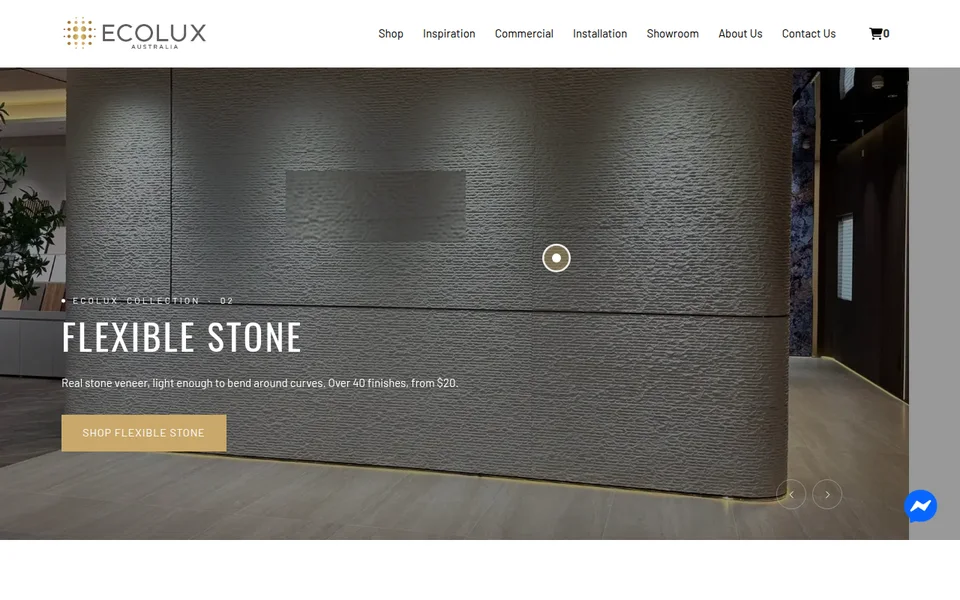 ECOLUX
AUSTRALIA
Shop
Inspiration
Commercial
Installation
Showroom
About Us
Contact Us
0
ECOLUX COLLECTION · 02
FLEXIBLE STONE
Real stone veneer, light enough to bend around curves. Over 40 finishes, from $20.
SHOP FLEXIBLE STONE